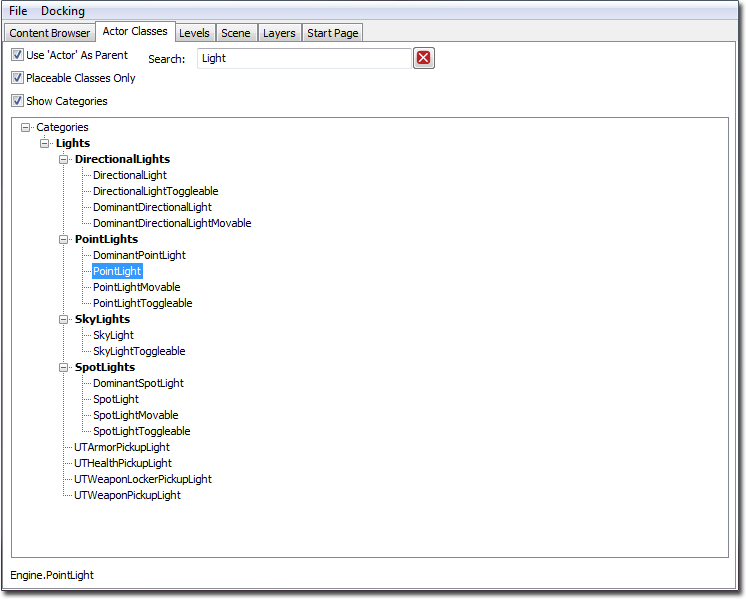 File Docking
Content Browser Actor Classes Levels Scene Layers Start Page
Use 'Actor' As Parent Search: Light
Placeable Classes Only
Show Categories
Categories
Lights
DirectionalLights
DirectionalLight
DirectionalLightToggleable
DominantDirectionalLight
DominantDirectionalLightMovable
PointLights
DominantPointLight
PointLight
PointLightMovable
PointLightToggleable
SkyLights
SkyLight
SkyLightToggleable
SpotLights
DominantSpotLight
SpotLight
SpotLightMovable
SpotLightToggleable
UTArmorPickupLight
UTHealthPickupLight
UTWeaponLockerPickupLight
UTWeaponPickupLight
Engine.PointLight